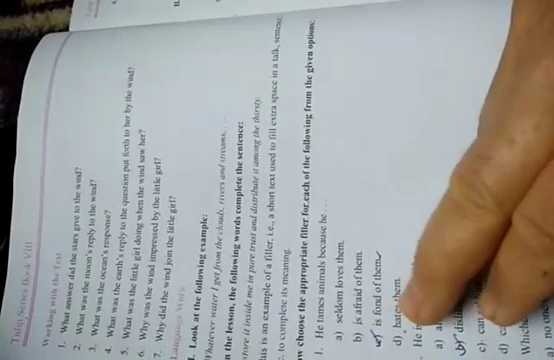 Tulip Series Book VIII
Working with the Text
1. What answer did the stars give to the wind?
2. What was the moon's reply to the wind?
3. What was the ocean's response?
4. What was the earth's reply to the question put forth to her by the wind?
5. What was the little girl doing when the wind saw her?
6. Why was the wind impressed by the little girl?
7. Why did the wind join the little girl?
Language Work
I. Look at the following example:
Whatever water I get from the clouds, rivers and streams, ...
in the lesson, the following words complete the sentence:
store it inside me in pure trust and distribute it among the thirsty.
is an example of a filler, i.e., a short text used to fill extra space in a talk,
to complete its meaning.
choose the appropriate filler for each of the following from the given options:
1. He tames animals because he ...
a) seldom loves them.
b) is afraid of them.
c) is fond of them
d) hates them.
He
a)
b)
c) can
d)
Which
no one
II.